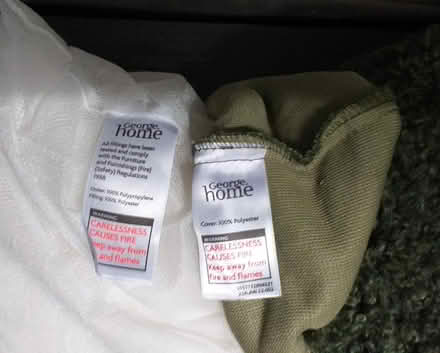 George
home
All fillings have been
tested and comply
with the Furniture
and Furnishings (Fire)
(Safety) Regulations
1988
Cover: 100% Polypropylene
Filling: 100% Polyester
WARNING
CARELESSNESS
CAUSES FIRE
Keep away from
fire and flames
George
home
Cover: 100% Polyester
WARNING
CARELESSNESS
CAUSES FIRE
Keep away from
fire and flames